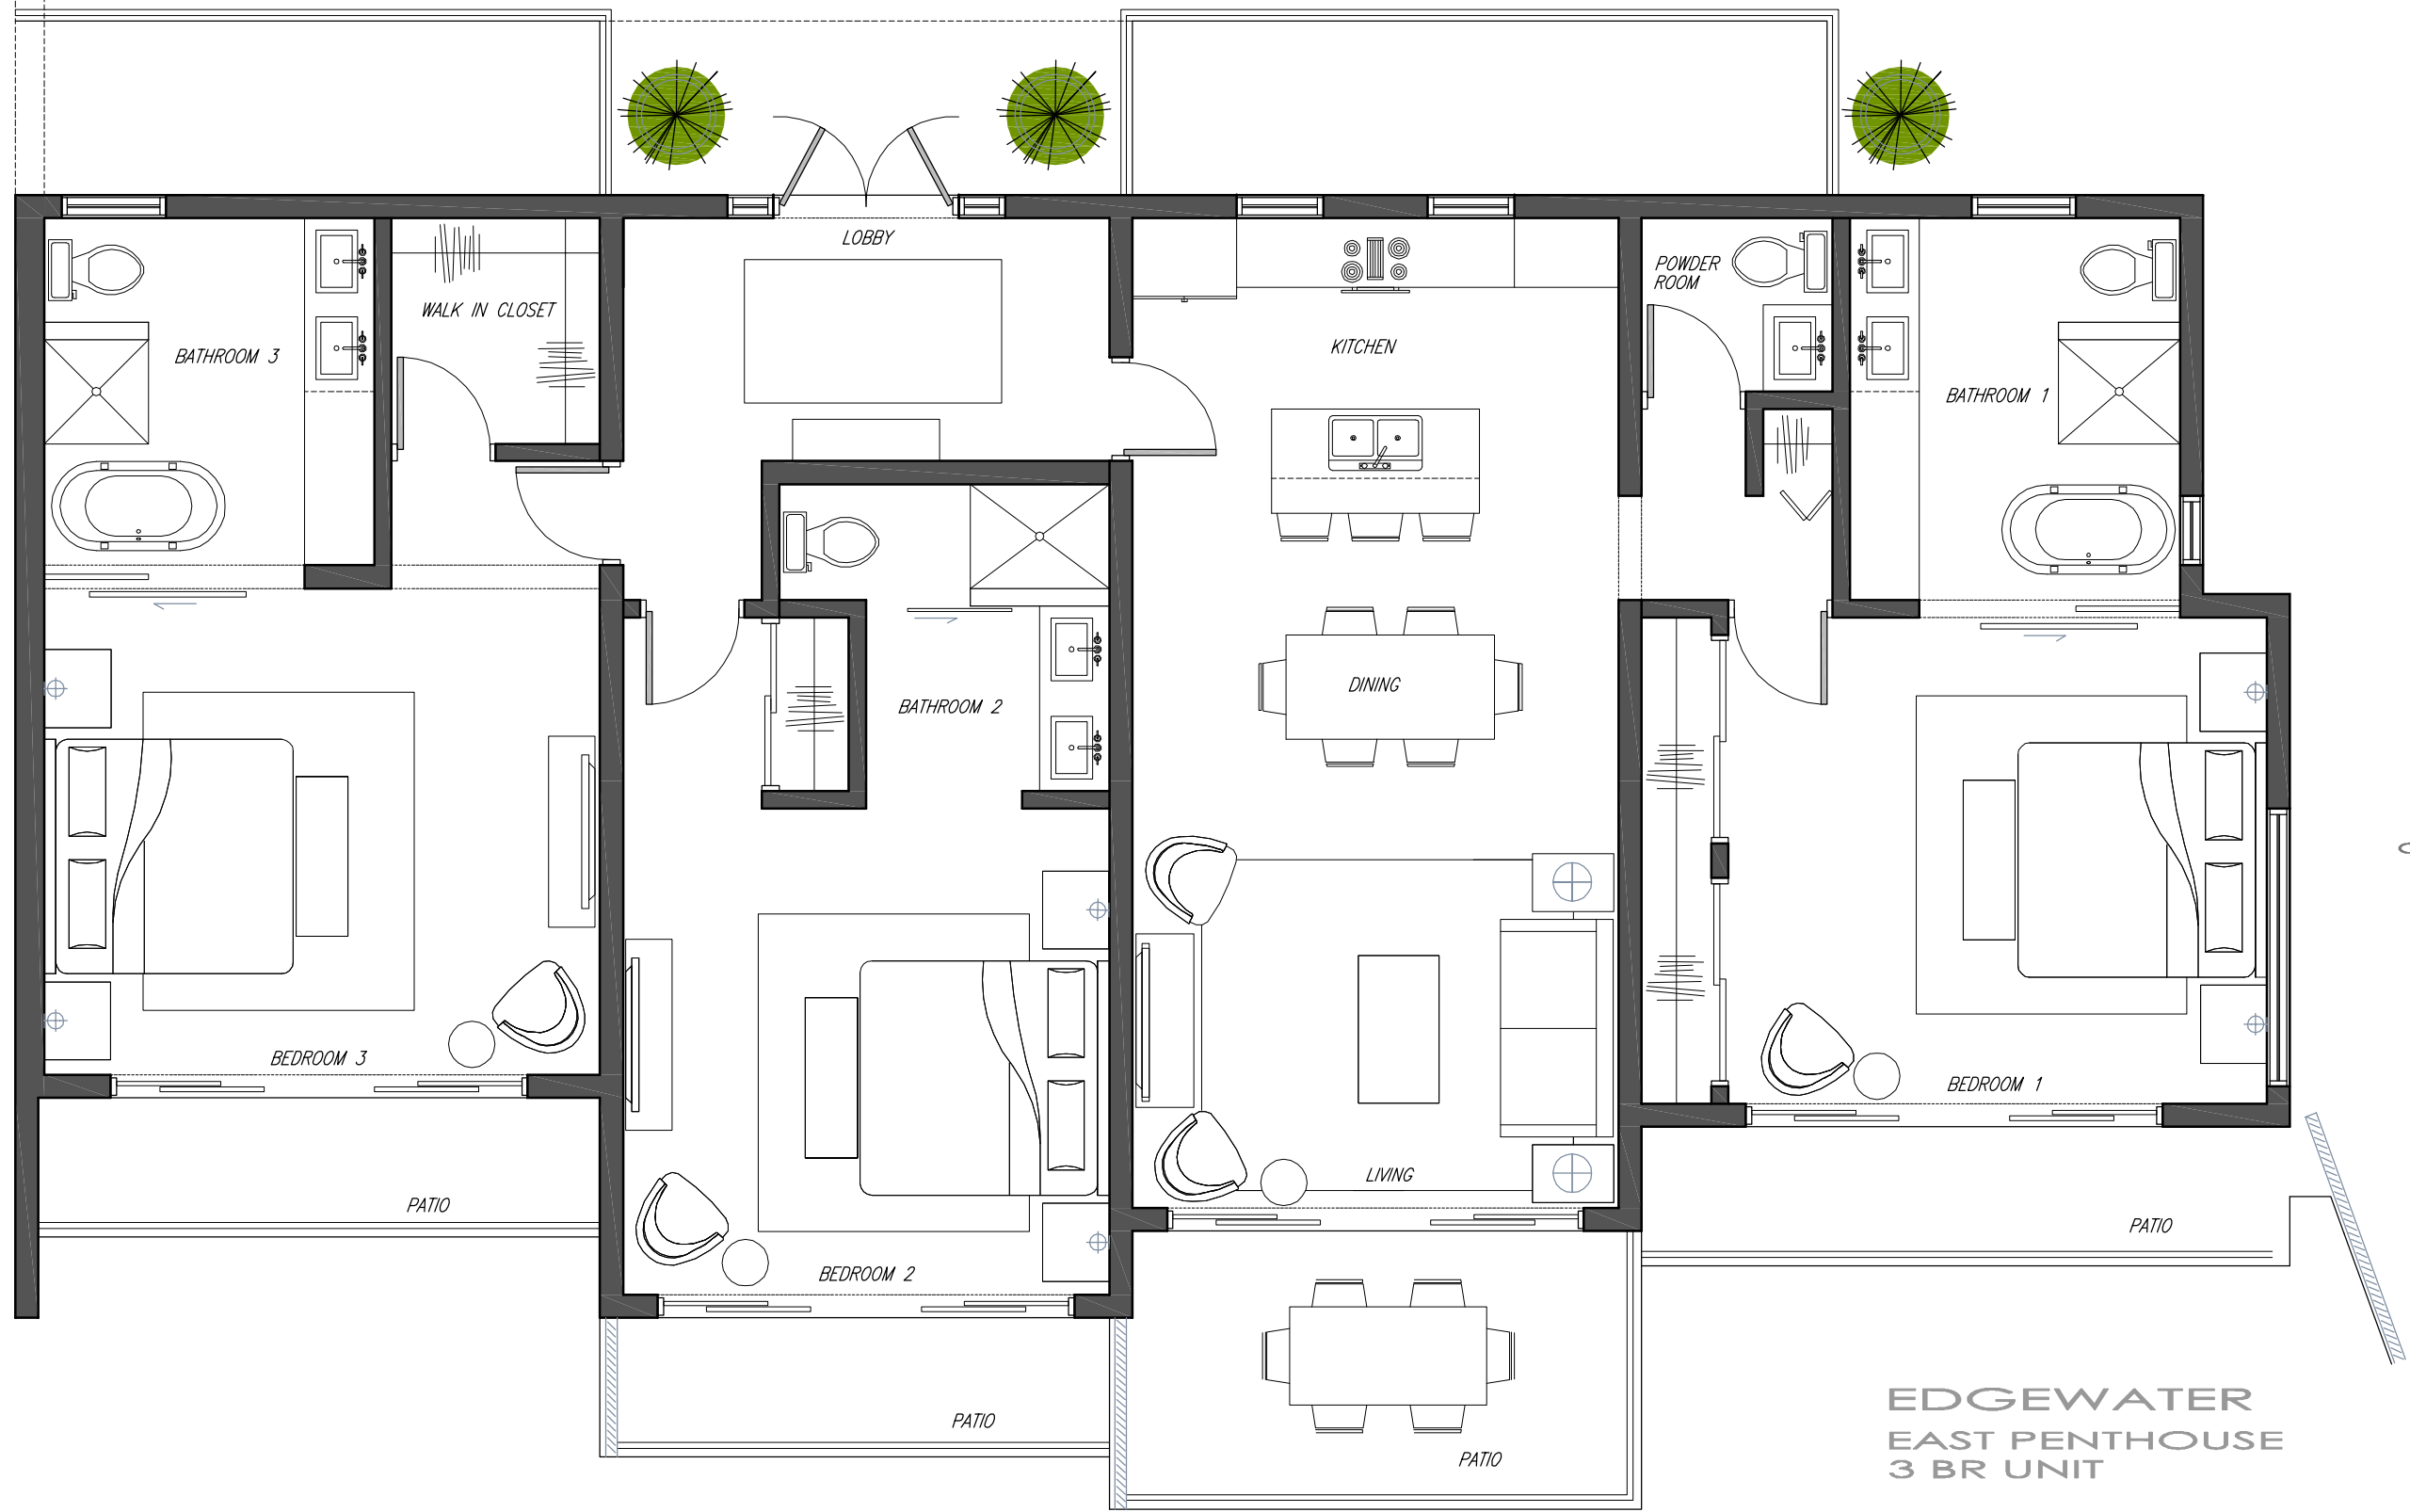 LOBBY
POWDER
ROOM
WALK IN CLOSET
KITCHEN
BATHROOM 3
BATHROOM 1
DINING
BATHROOM 2
BEDROOM 3
BEDROOM 1
LIVING
PATIO
PATIO
BEDROOM 2
PATIO
PATIO
EDGEWATER
EAST PENTHOUSE
3 BR UNIT